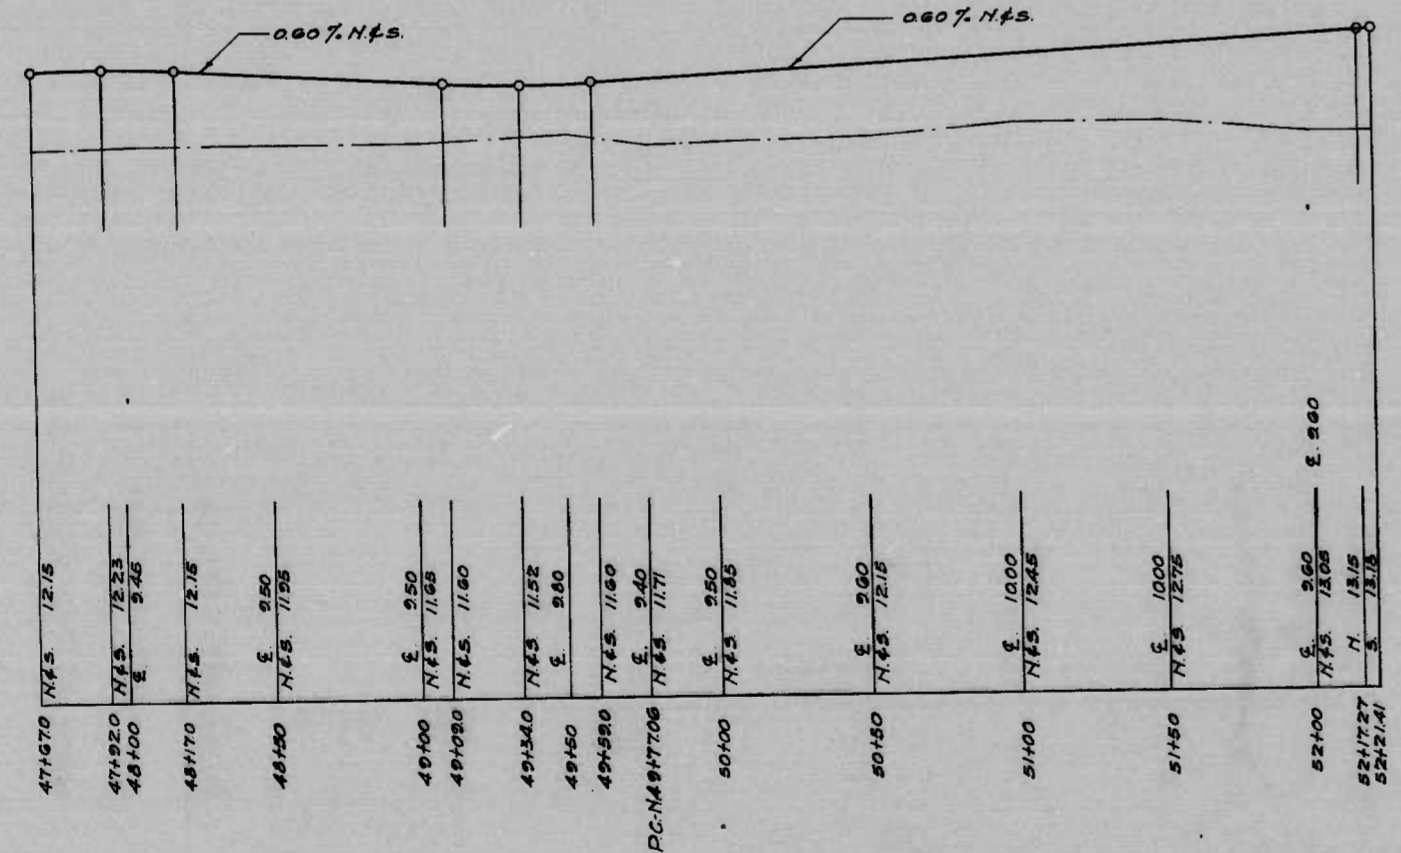 0.60 % N.&S.
0.60 % N.&S.
N.&S. 12.15
N.&S. 12.23
℄ 9.45
N.&S. 12.15
℄ 9.50
N.&S. 11.95
℄ 9.50
N.&S. 11.65
N.&S. 11.60
N.&S. 11.52
℄ 9.80
N.&S. 11.60
℄ 9.40
N.&S. 11.71
℄ 9.50
N.&S. 11.85
℄ 9.60
N.&S. 12.15
℄ 10.00
N.&S. 12.45
℄ 10.00
N.&S. 12.75
℄ 9.60
℄ 9.60
N.&S. 13.05
N 13.15
S. 13.18
47+67.0
47+92.0
48+00
48+17.0
48+50
49+00
49+09.0
49+34.0
49+50
49+59.0
P.C.-N.49+77.06
50+00
50+50
51+00
51+50
52+00
52+17.27
52+21.41